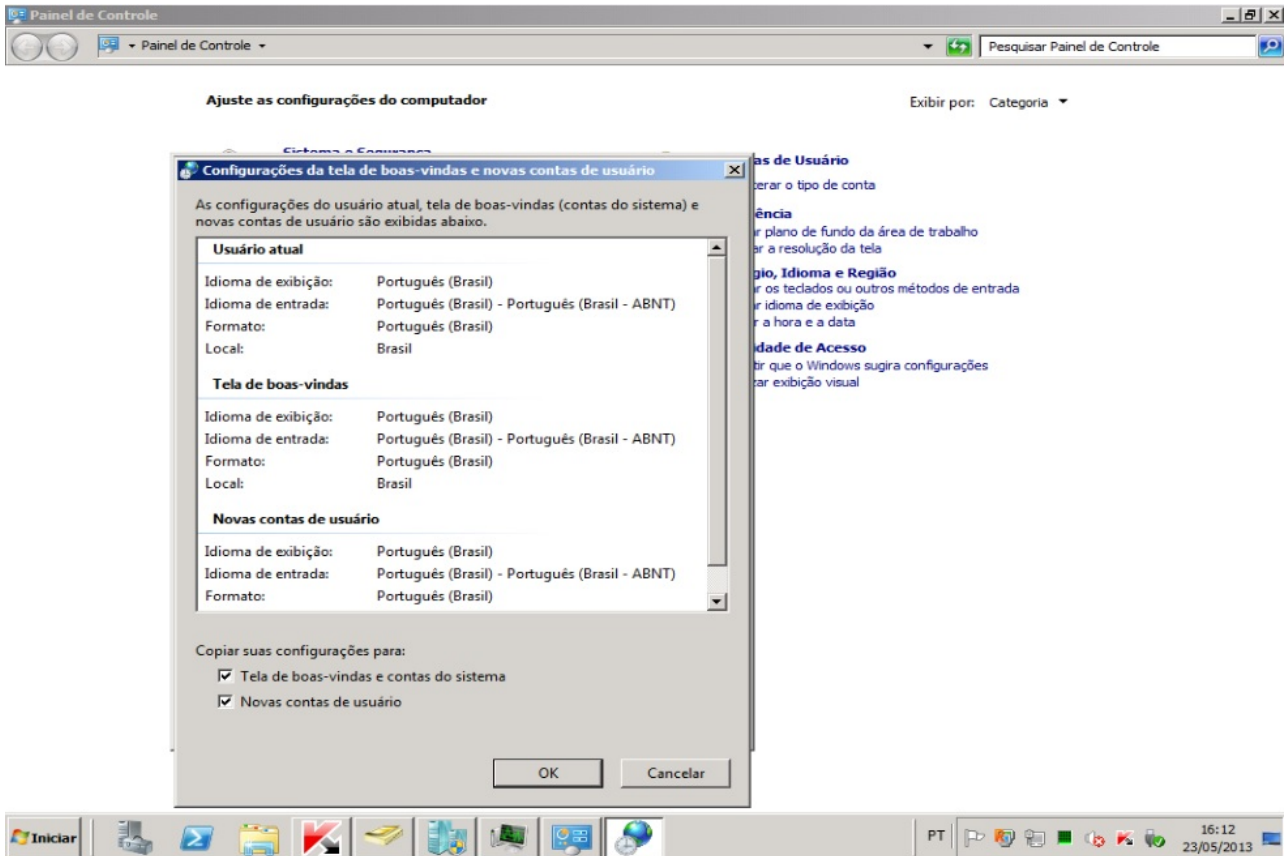 Painel de Controle
Painel de Controle
Pesquisar Painel de Controle
Ajuste as configurações do computador
Exibir por: Categoria
Sistema e Segurança
as de Usuário
erar o tipo de conta
ência
r plano de fundo da área de trabalho
ar a resolução da tela
gio, Idioma e Região
r os teclados ou outros métodos de entrada
r idioma de exibição
r a hora e a data
idade de Acesso
tir que o Windows sugira configurações
zar exibição visual
Configurações da tela de boas-vindas e novas contas de usuário
As configurações do usuário atual, tela de boas-vindas (contas do sistema) e
novas contas de usuário são exibidas abaixo.
Usuário atual
Idioma de exibição: Português (Brasil)
Idioma de entrada: Português (Brasil) - Português (Brasil - ABNT)
Formato: Português (Brasil)
Local: Brasil
Tela de boas-vindas
Idioma de exibição: Português (Brasil)
Idioma de entrada: Português (Brasil) - Português (Brasil - ABNT)
Formato: Português (Brasil)
Local: Brasil
Novas contas de usuário
Idioma de exibição: Português (Brasil)
Idioma de entrada: Português (Brasil) - Português (Brasil - ABNT)
Formato: Português (Brasil)
Copiar suas configurações para:
Tela de boas-vindas e contas do sistema
Novas contas de usuário
OK Cancelar
Iniciar
PT
16:12
23/05/2013